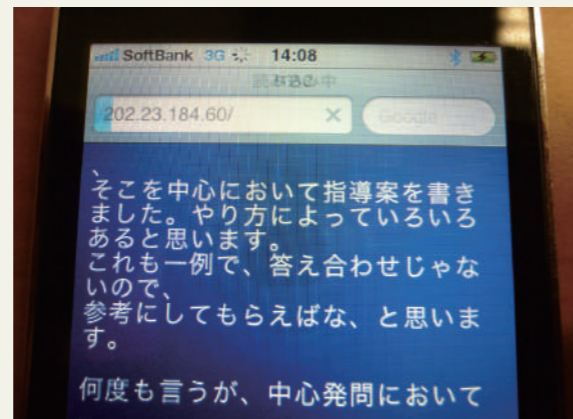 SoftBank 3G 14:08
202.23.184.60/
Google
、
そこを中心において指導案を書き
ました。やり方によっていろいろ
あると思います。
これも一例で、答え合わせじゃな
いので、
参考にしてもらえばな、と思いま
す。
何度も言うが、中心発問において